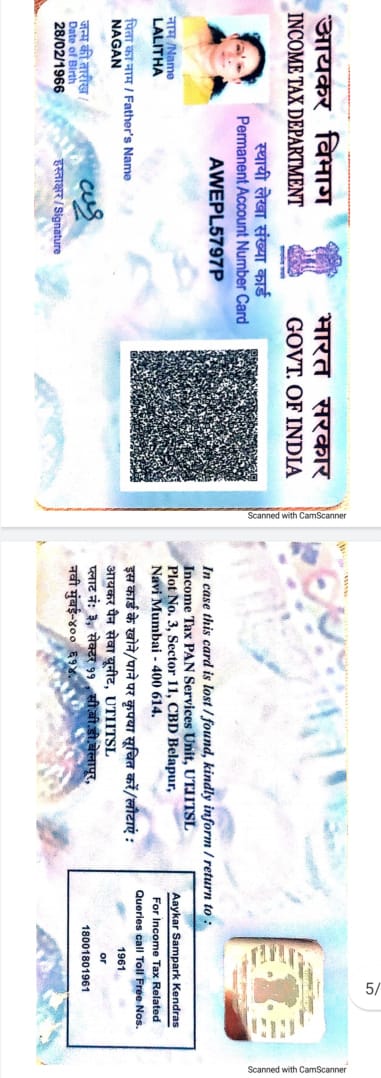 आयकर विभाग
INCOME TAX DEPARTMENT
भारत सरकार
GOVT. OF INDIA
स्थायी लेखा संख्या कार्ड
Permanent Account Number Card
AWEPL5797P
नाम /Name
LALITHA
पिता का नाम / Father's Name
NAGAN
जन्म की तारीख /
Date of Birth
28/02/1966
हस्ताक्षर / Signature
Scanned with CamScanner
In case this card is lost / found, kindly inform / return to :
Income Tax PAN Services Unit, UTIITSL
Plot No. 3, Sector 11, CBD Belapur,
Navi Mumbai - 400 614.
इस कार्ड के खोने/पाने पर कृपया सूचित करें/लौटाएं :
आयकर पैन सेवा यूनीट, UTIITSL
प्लाट नं: ३, सेक्टर ११ , सी.बी.डी.बेलापूर,
नवी मुंबई-४०० ६१४.
Aaykar Sampark Kendras
For Income Tax Related
Queries call Toll Free Nos.
1961
or
18001801961
Scanned with CamScanner
5/